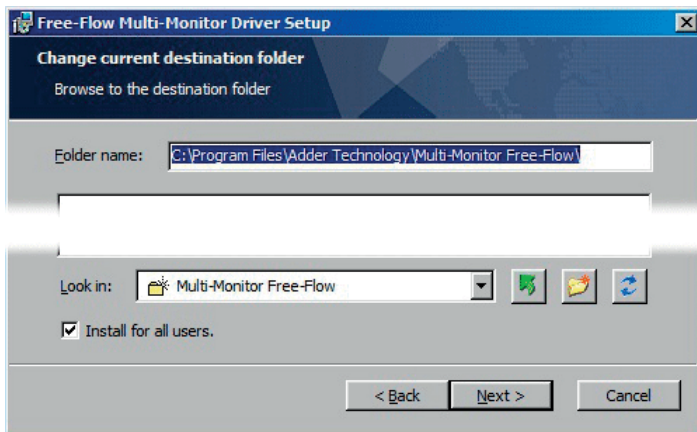 Free-Flow Multi-Monitor Driver Setup
Change current destination folder
Browse to the destination folder
Folder name: C:\Program Files\Adder Technology\Multi-Monitor Free-Flow\
Look in: Multi-Monitor Free-Flow
Install for all users.
< Back Next > Cancel